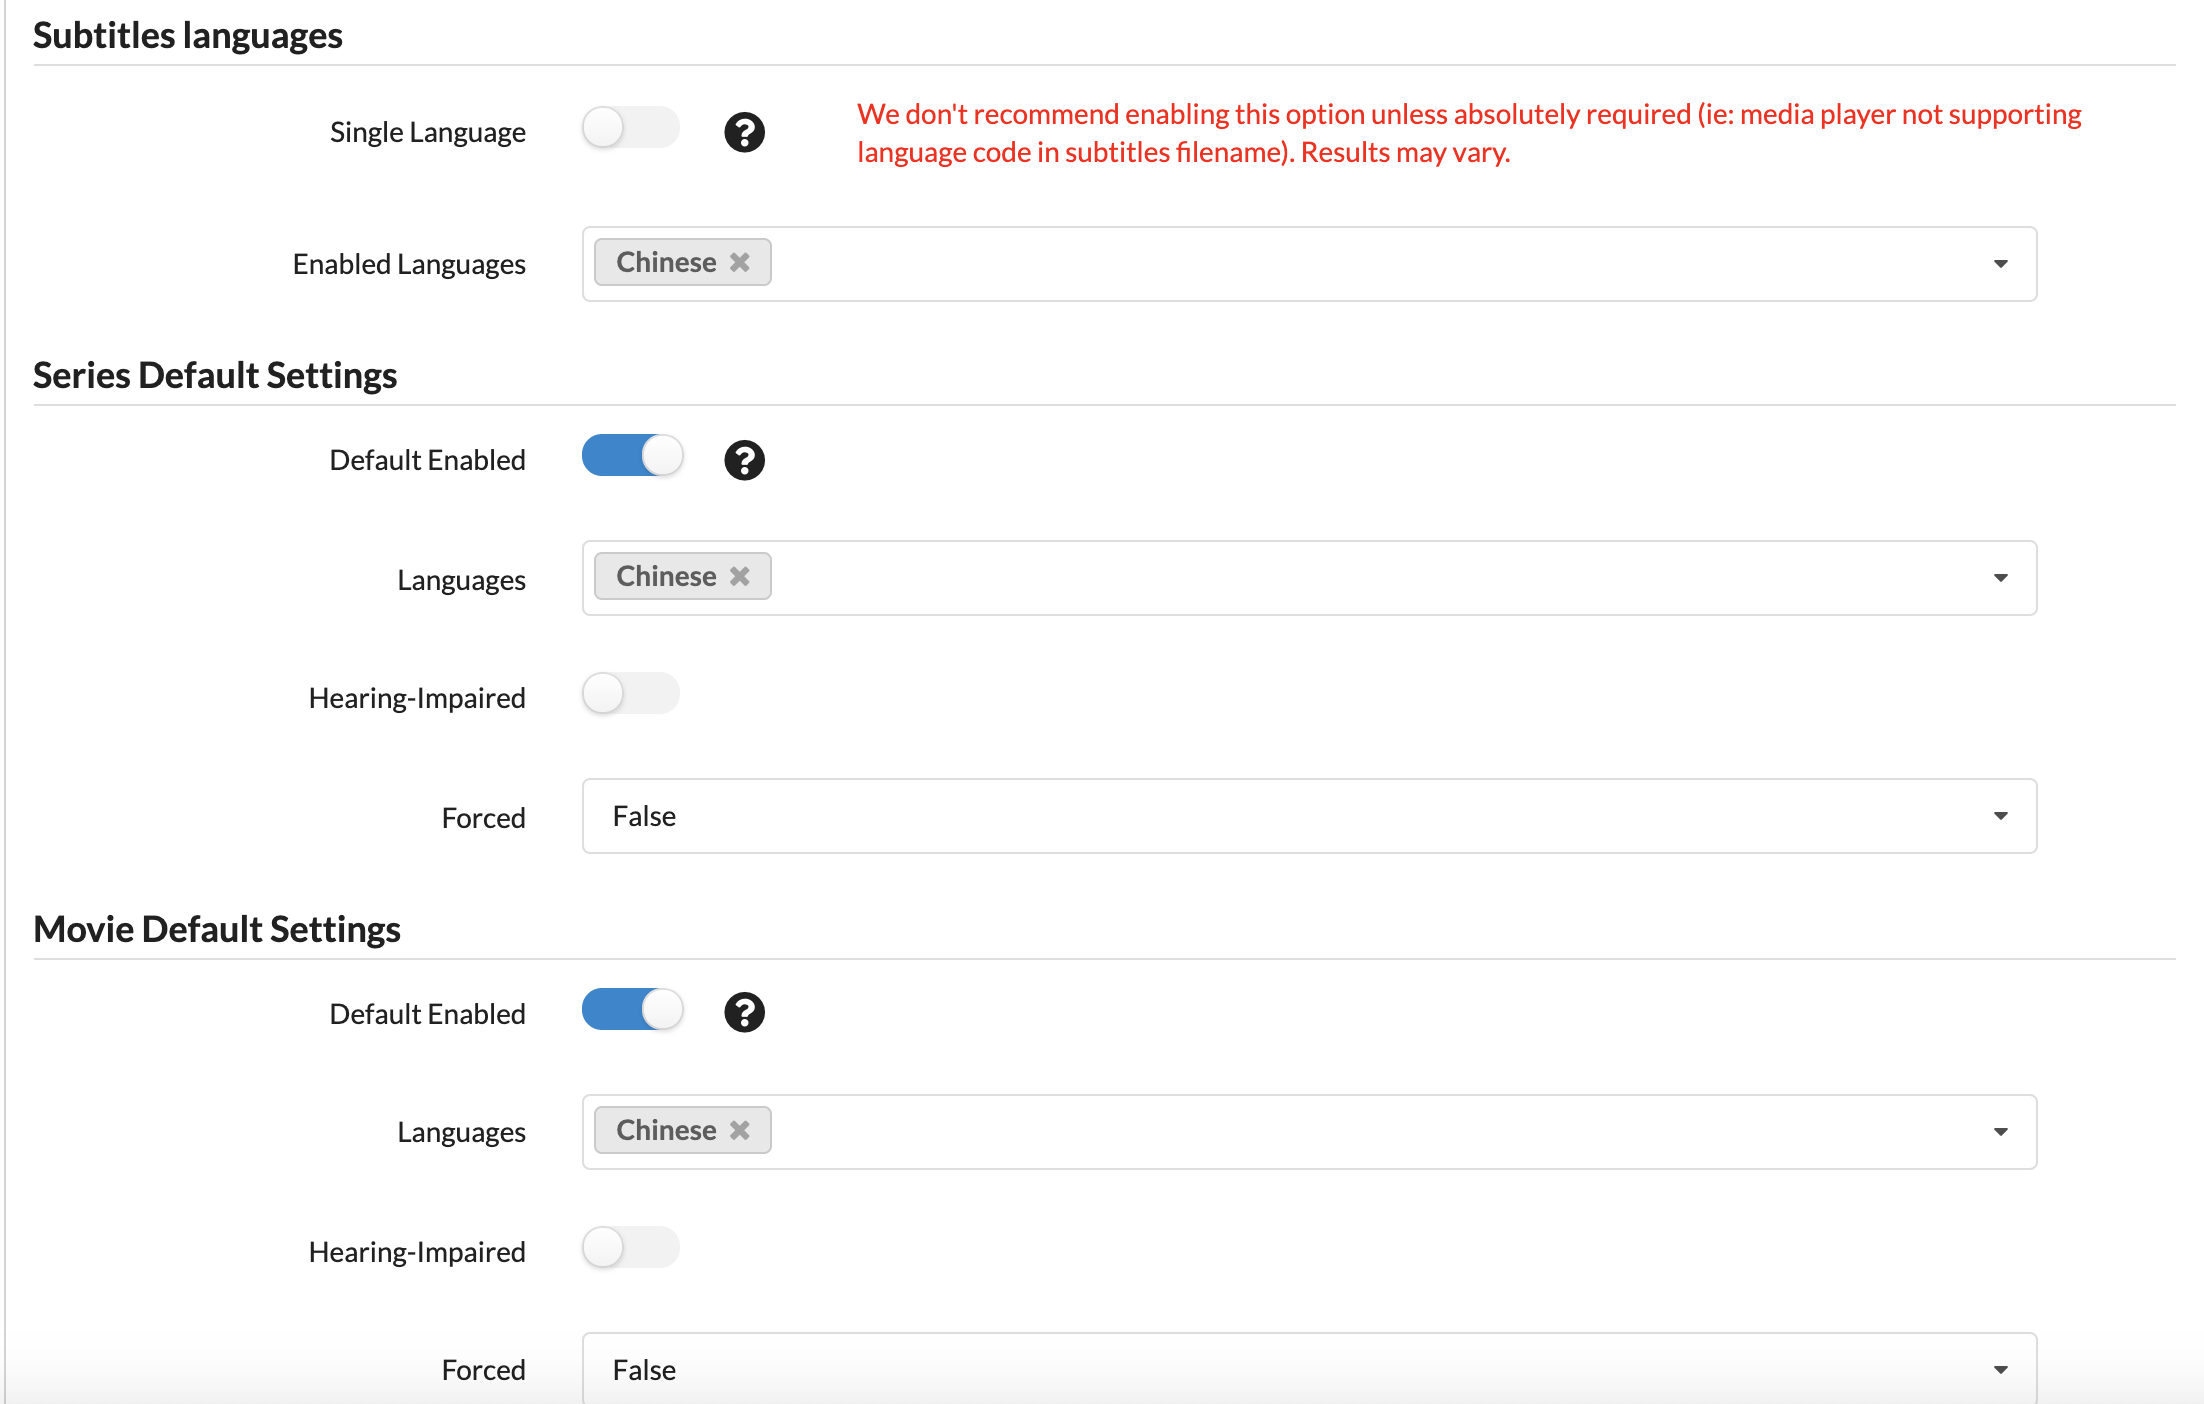 Subtitles languages
Single Language
We don't recommend enabling this option unless absolutely required (ie: media player not supporting
language code in subtitles filename). Results may vary.
Enabled Languages
Chinese
Series Default Settings
Default Enabled
Languages
Chinese
Hearing-Impaired
Forced
False
Movie Default Settings
Default Enabled
Languages
Chinese
Hearing-Impaired
Forced
False